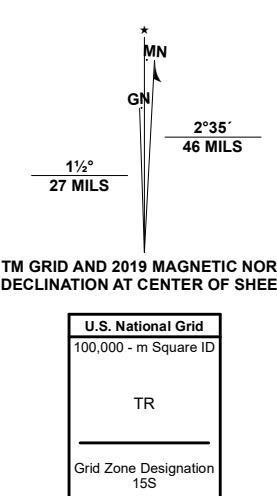 ★
MN
GN
2°35´
46 MILS
1½°
27 MILS
TM GRID AND 2019 MAGNETIC NOR
DECLINATION AT CENTER OF SHEE
U.S. National Grid
100,000 - m Square ID
TR
Grid Zone Designation
15S